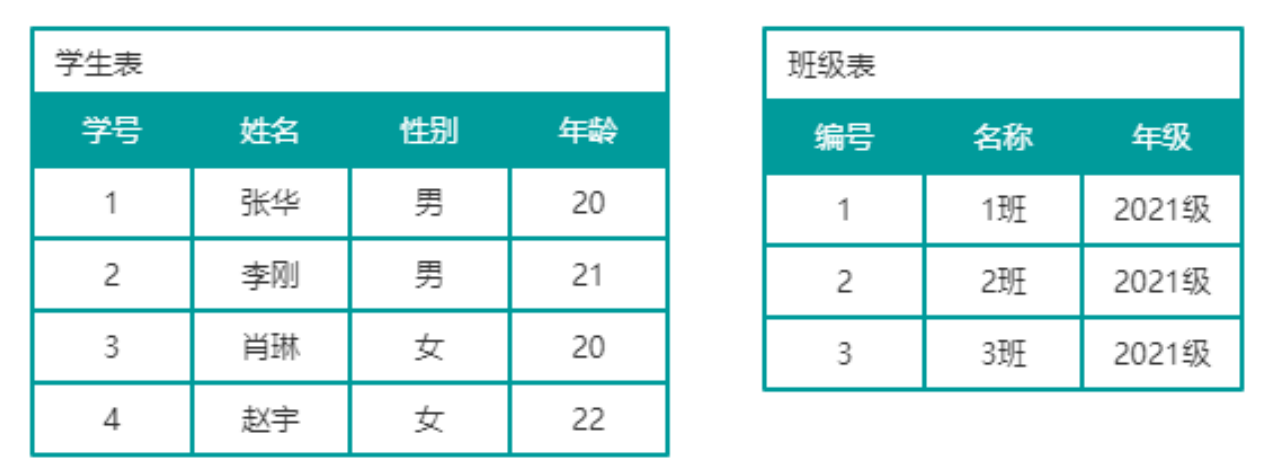 学生表
学号 姓名 性别 年龄
1 张华 男 20
2 李刚 男 21
3 肖琳 女 20
4 赵宇 女 22
班级表
编号 名称 年级
1 1班 2021级
2 2班 2021级
3 3班 2021级